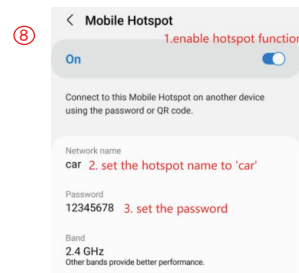 ⑧
< Mobile Hotspot
1.enable hotspot function
On
Connect to this Mobile Hotspot on another device
using the password or QR code.
Network name
car 2. set the hotspot name to 'car'
Password
12345678 3. set the password
Band
2.4 GHz
Other bands provide better performance.